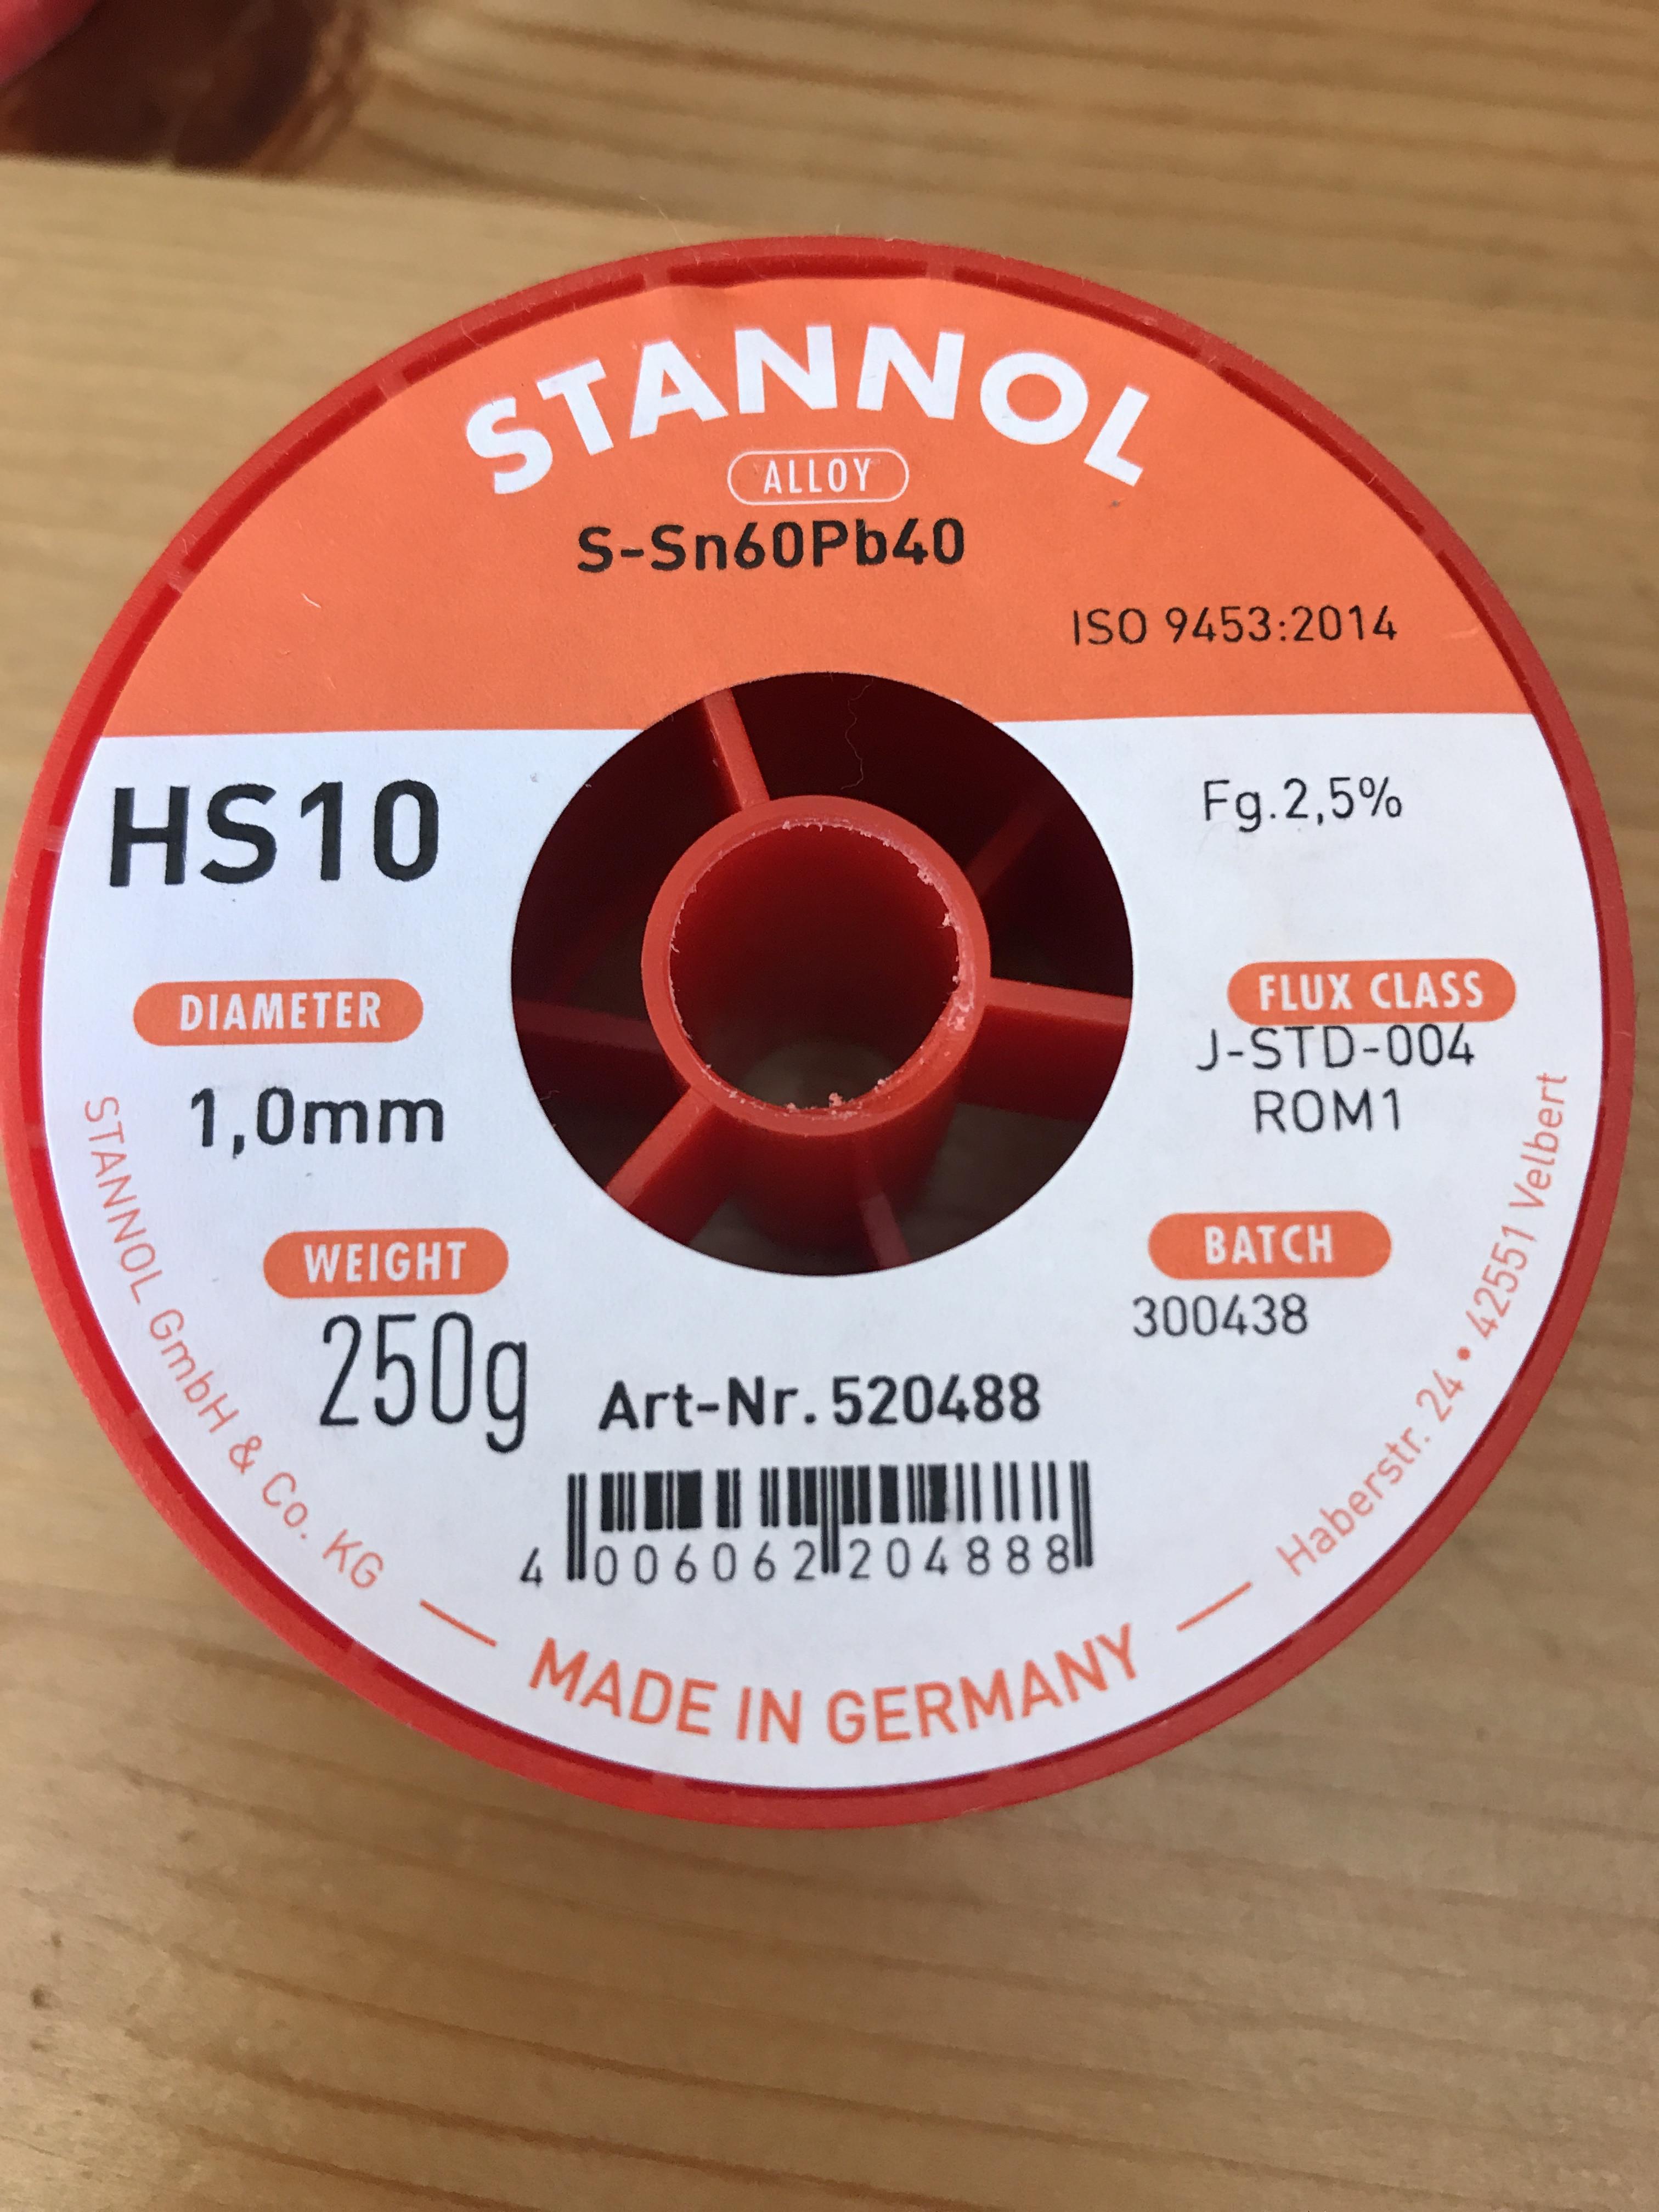 STANNOL
ALLOY
S-Sn60Pb40
ISO 9453:2014
HS10
Fg.2,5%
DIAMETER
1,0mm
FLUX CLASS
J-STD-004
ROM1
WEIGHT
250g
BATCH
300438
Art-Nr. 520488
4 006062 204888
STANNOL GmbH & Co. KG
Haberstr. 24 • 42551 Velbert
— MADE IN GERMANY —